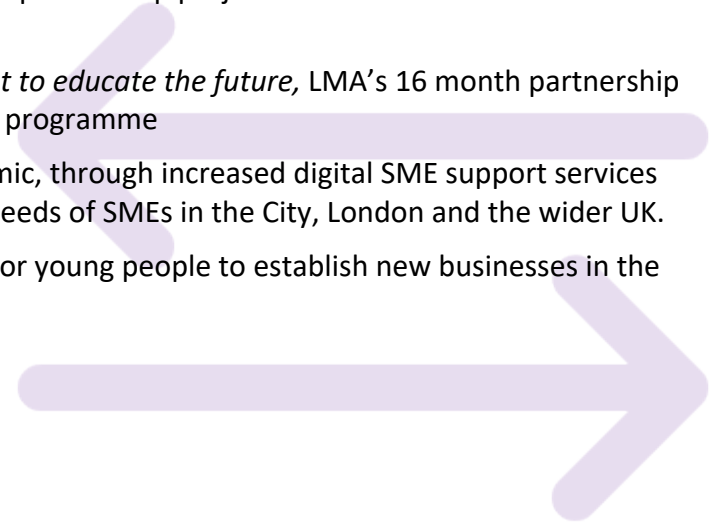 t to educate the future, LMA’s 16 month partnership
programme
mic, through increased digital SME support services
eeds of SMEs in the City, London and the wider UK.
or young people to establish new businesses in the